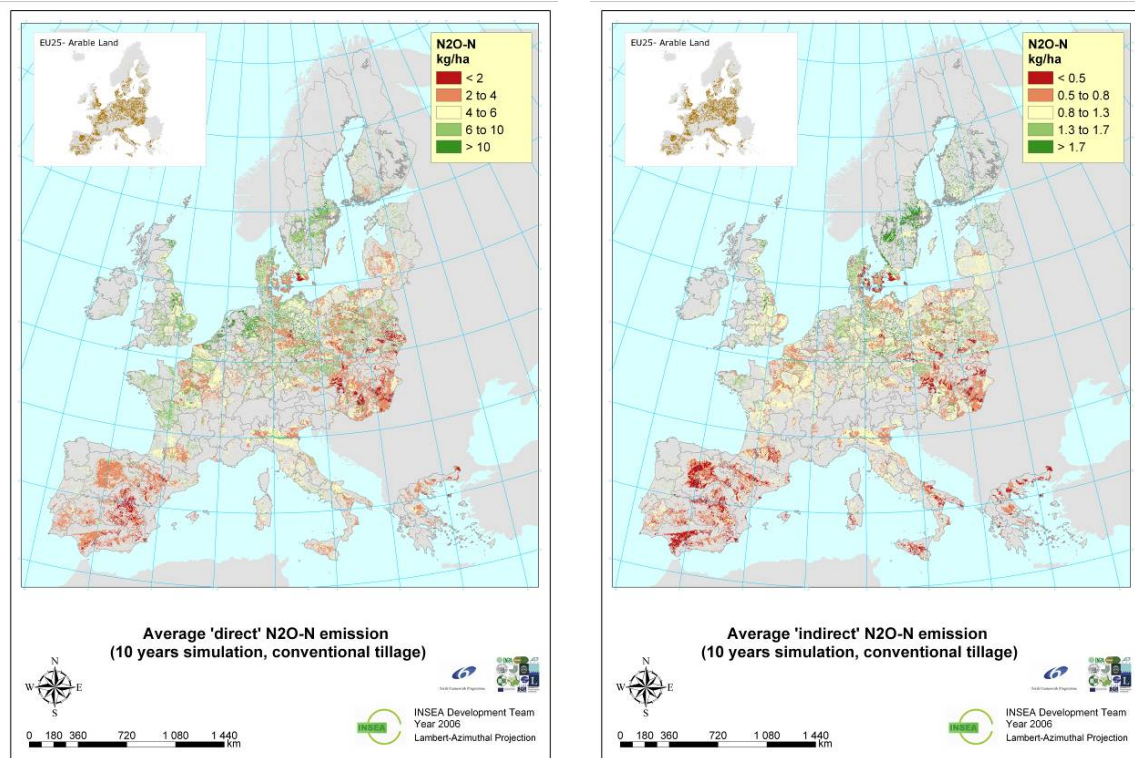 EU25- Arable Land
N2O-N
kg/ha
< 2
2 to 4
4 to 6
6 to 10
> 10
Average 'direct' N2O-N emission
(10 years simulation, conventional tillage)
N
W E
S
0 180 360 720 1 080 1 440
km
INSEA
INSEA Development Team
Year 2006
Lambert-Azimuthal Projection
EU25- Arable Land
N2O-N
kg/ha
< 0.5
0.5 to 0.8
0.8 to 1.3
1.3 to 1.7
> 1.7
Average 'indirect' N2O-N emission
(10 years simulation, conventional tillage)
N
W E
S
0 180 360 720 1 080 1 440
km
INSEA
INSEA Development Team
Year 2006
Lambert-Azimuthal Projection